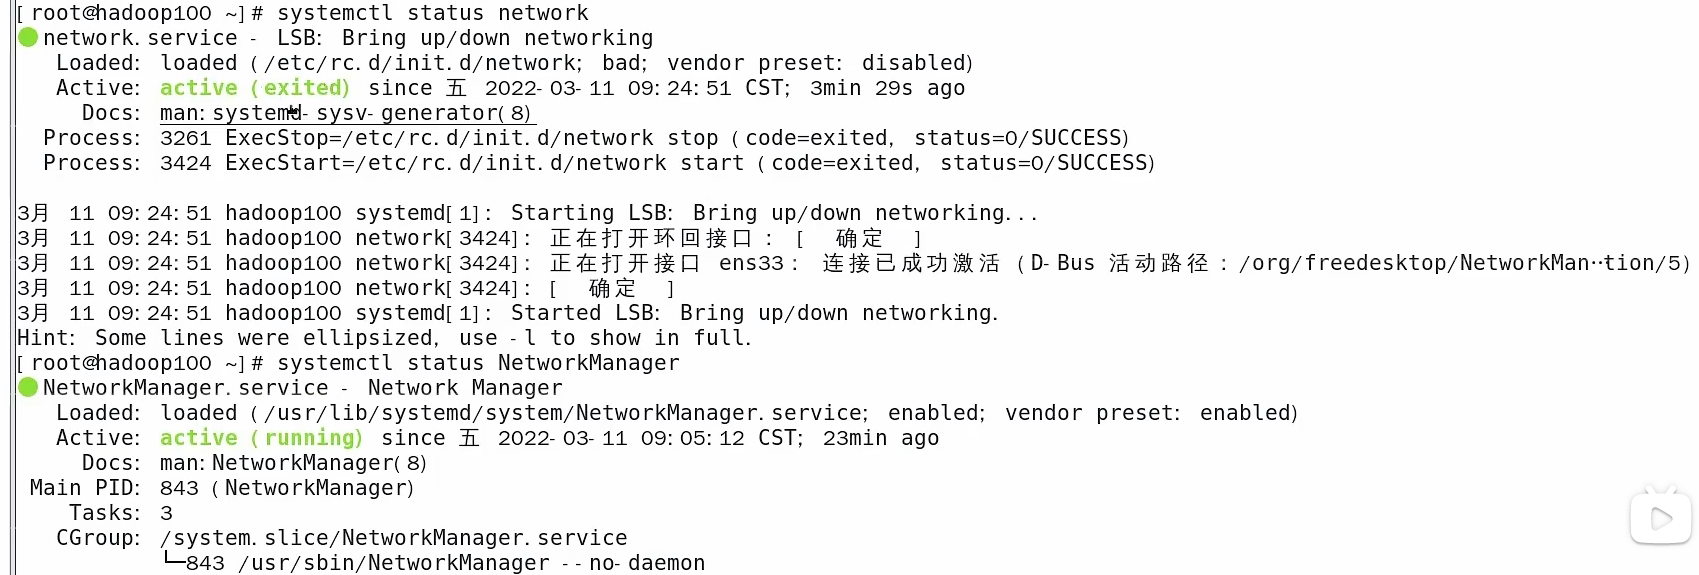 [root@hadoop100 ~]# systemctl status network
network.service - LSB: Bring up/down networking
Loaded: loaded (/etc/rc.d/init.d/network; bad; vendor preset: disabled)
Active: active (exited) since 五 2022-03-11 09:24:51 CST; 3min 29s ago
Docs: man:systemd-sysv-generator(8)
Process: 3261 ExecStop=/etc/rc.d/init.d/network stop (code=exited, status=0/SUCCESS)
Process: 3424 ExecStart=/etc/rc.d/init.d/network start (code=exited, status=0/SUCCESS)
3月 11 09:24:51 hadoop100 systemd[1]: Starting LSB: Bring up/down networking...
3月 11 09:24:51 hadoop100 network[3424]: 正在打开环回接口： [ 确定 ]
3月 11 09:24:51 hadoop100 network[3424]: 正在打开接口 ens33： 连接已成功激活（D-Bus 活动路径：/org/freedesktop/NetworkMan…tion/5）
3月 11 09:24:51 hadoop100 network[3424]: [ 确定 ]
3月 11 09:24:51 hadoop100 systemd[1]: Started LSB: Bring up/down networking.
Hint: Some lines were ellipsized, use -l to show in full.
[root@hadoop100 ~]# systemctl status NetworkManager
NetworkManager.service - Network Manager
Loaded: loaded (/usr/lib/systemd/system/NetworkManager.service; enabled; vendor preset: enabled)
Active: active (running) since 五 2022-03-11 09:05:12 CST; 23min ago
Docs: man:NetworkManager(8)
Main PID: 843 (NetworkManager)
Tasks: 3
CGroup: /system.slice/NetworkManager.service
└─843 /usr/sbin/NetworkManager --no-daemon